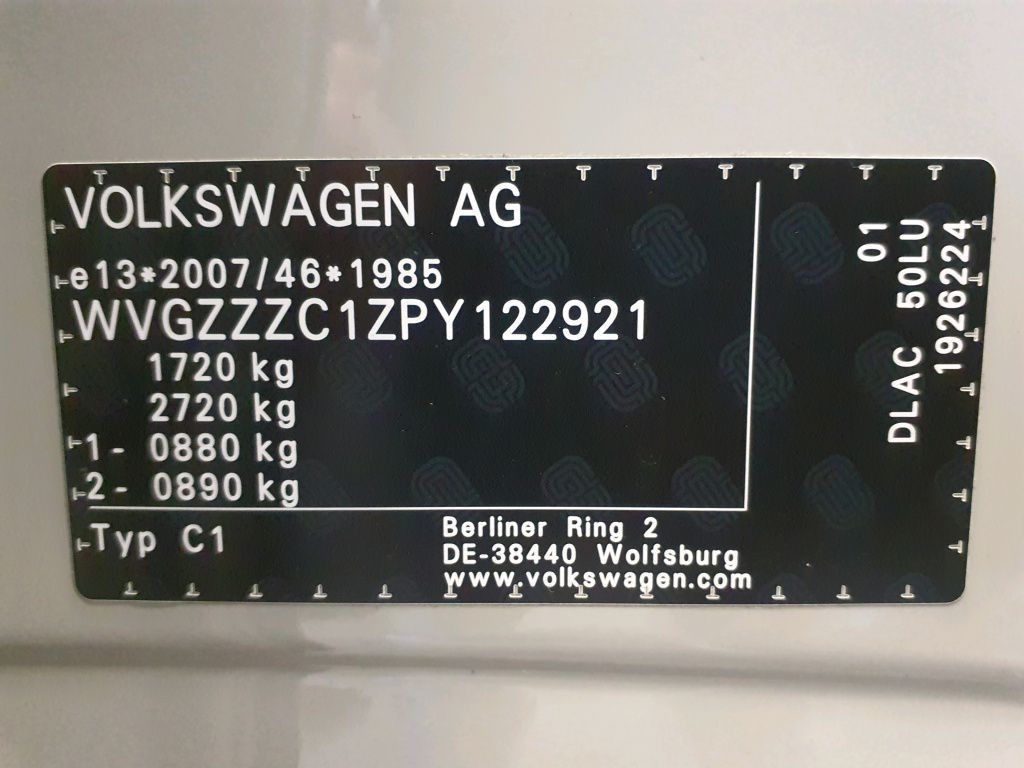 VOLKSWAGEN AG
e13*2007/46*1985
WVGZZZC1ZPY122921
1720 kg
2720 kg
1- 0880 kg
2- 0890 kg
Typ C1
Berliner Ring 2
DE-38440 Wolfsburg
www.volkswagen.com
01
DLAC 50LU
1926224